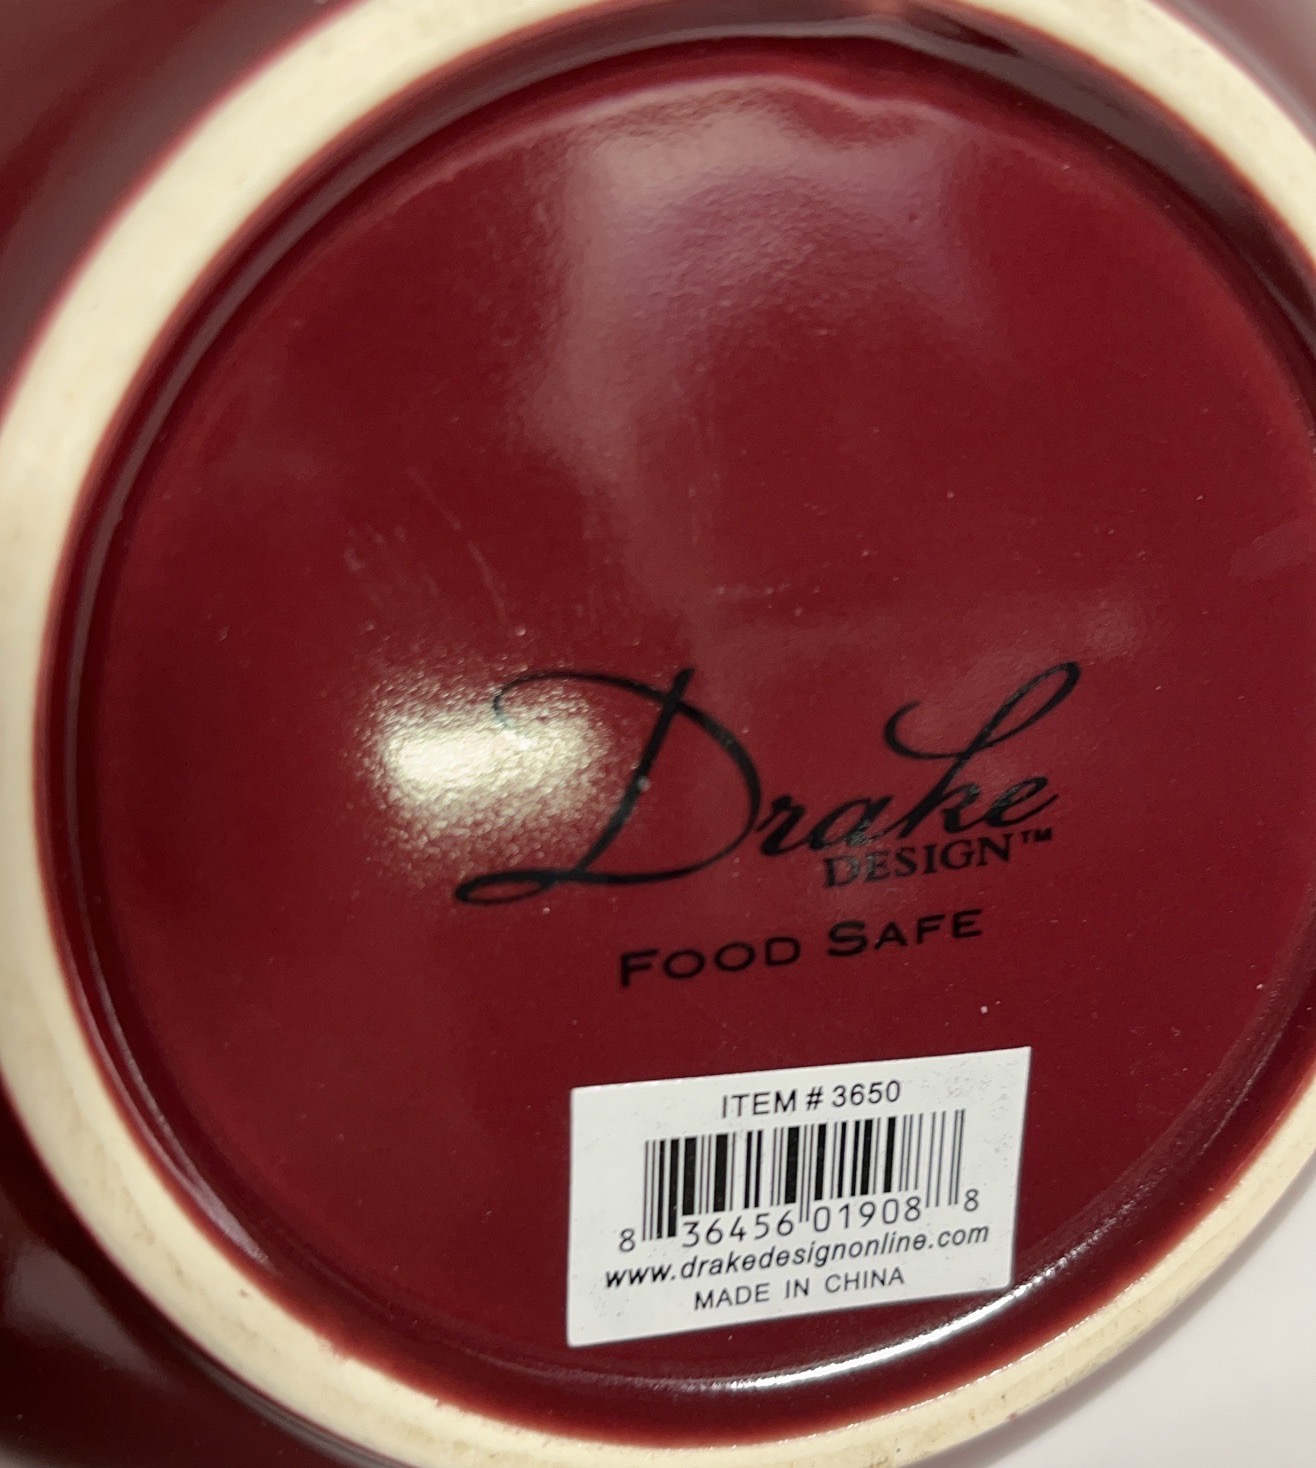 Drake
DESIGN™
FOOD SAFE
ITEM # 3650
8 36456 01908 8
www.drakedesignonline.com
MADE IN CHINA